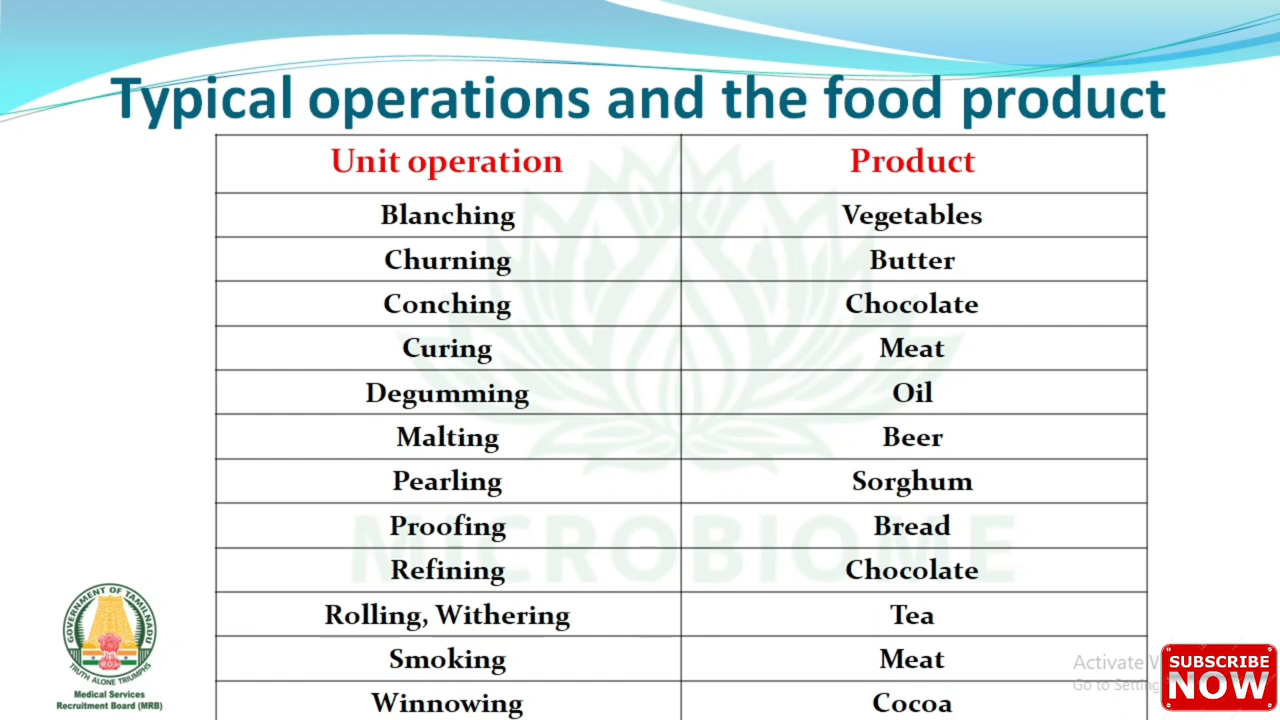 Typical operations and the food product
Unit operation Product
Blanching Vegetables
Churning Butter
Conching Chocolate
Curing Meat
Degumming Oil
Malting Beer
Pearling Sorghum
Proofing Bread
MICROBIOME
Refining Chocolate
Rolling, Withering Tea
Smoking Meat
Winnowing Cocoa
GOVERNMENT OF TAMILNADU
TRUTH ALONE TRIUMPHS
Medical Services
Recruitment Board (MRB)
Activate
Go to Setting
SUBSCRIBE
NOW